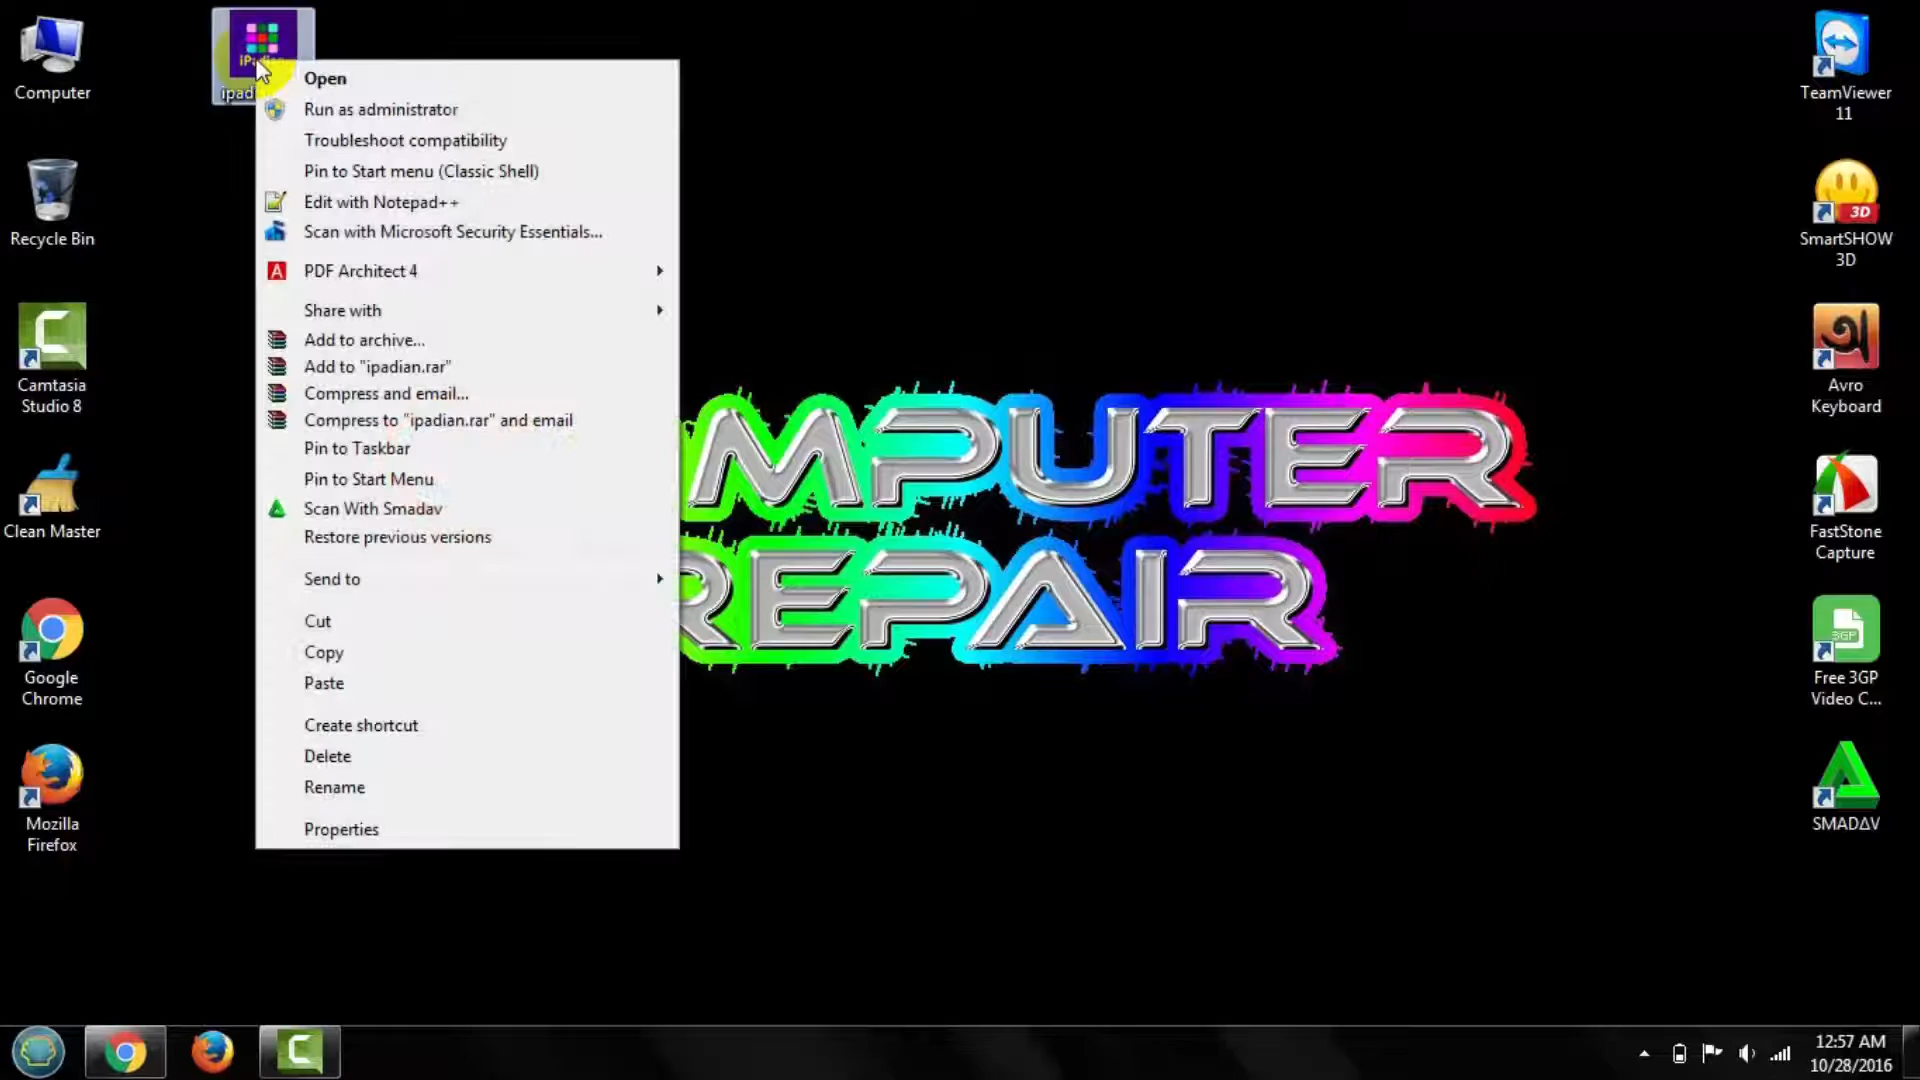 Computer
Recycle Bin
Camtasia
Studio 8
Clean Master
Google
Chrome
Mozilla
Firefox
Open
Run as administrator
Troubleshoot compatibility
Pin to Start menu (Classic Shell)
Edit with Notepad++
Scan with Microsoft Security Essentials...
PDF Architect 4
Share with
Add to archive...
Add to "ipadian.rar"
Compress and email...
Compress to "ipadian.rar" and email
Pin to Taskbar
Pin to Start Menu
Scan With Smadav
Restore previous versions
Send to
Cut
Copy
Paste
Create shortcut
Delete
Rename
Properties
MPUTER
REPAIR
TeamViewer
11
3D
SmartSHOW
3D
অ
Avro
Keyboard
FastStone
Capture
3GP
Free 3GP
Video C...
SMADΔV
12:57 AM
10/28/2016